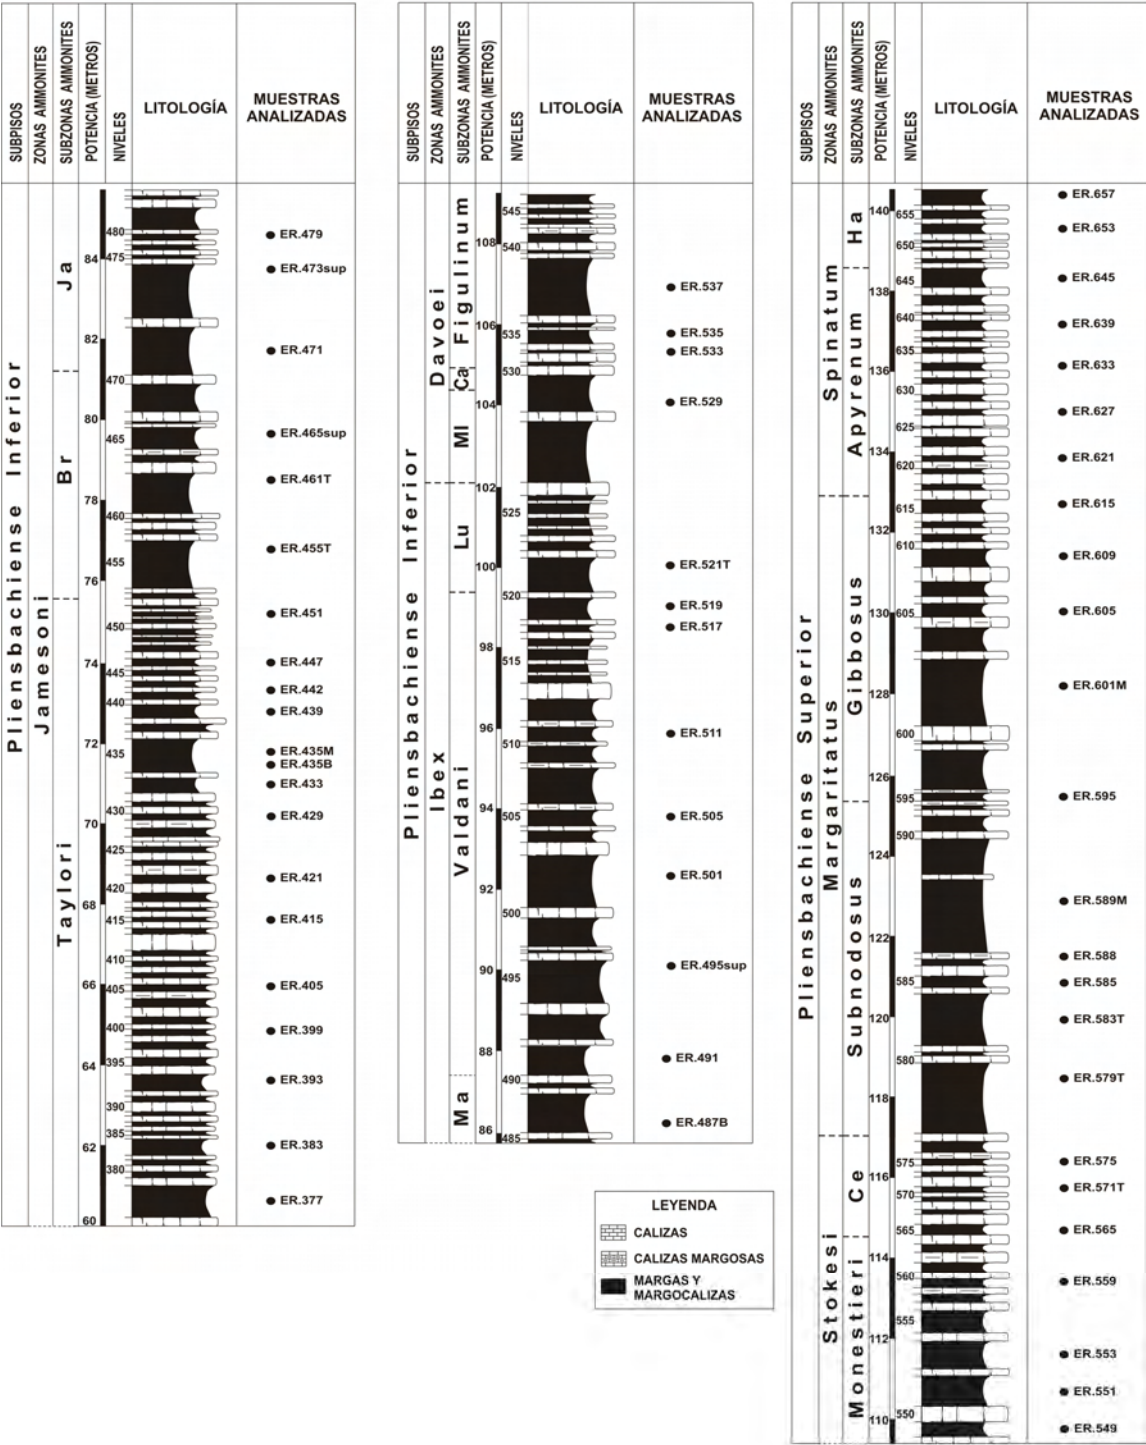 SUBPISOS
ZONAS AMMONITES
SUBZONAS AMMONITES
POTENCIA (METROS)
NIVELES
LITOLOGÍA
MUESTRAS
ANALIZADAS
Pliensbachiense Inferior
Jamesoni
Ja
Br
Taylori
84
82
80
78
76
74
72
70
68
66
64
62
60
480
475
470
465
460
455
450
445
440
435
430
425
420
415
410
405
400
395
390
385
380
ER.479
ER.473sup
ER.471
ER.465sup
ER.461T
ER.455T
ER.451
ER.447
ER.442
ER.439
ER.435M
ER.435B
ER.433
ER.429
ER.421
ER.415
ER.405
ER.399
ER.393
ER.383
ER.377
SUBPISOS
ZONAS AMMONITES
SUBZONAS AMMONITES
POTENCIA (METROS)
NIVELES
LITOLOGÍA
MUESTRAS
ANALIZADAS
Pliensbachiense Inferior
Davoei
Ibex
Figulinum
Ca
Ml
Lu
Valdani
Ma
108
106
104
102
100
98
96
94
92
90
88
86
545
540
535
530
525
520
515
510
505
500
495
490
485
ER.537
ER.535
ER.533
ER.529
ER.521T
ER.519
ER.517
ER.511
ER.505
ER.501
ER.495sup
ER.491
ER.487B
LEYENDA
CALIZAS
CALIZAS MARGOSAS
MARGAS Y
MARGOCALIZAS
SUBPISOS
ZONAS AMMONITES
SUBZONAS AMMONITES
POTENCIA (METROS)
NIVELES
LITOLOGÍA
MUESTRAS
ANALIZADAS
Pliensbachiense Superior
Spinatum
Margaritatus
Stokesi
Ha
Apyrenum
Gibbosus
Subnodosus
Ce
Monestieri
140
138
136
134
132
130
128
126
124
122
120
118
116
114
112
110
655
650
645
640
635
630
625
620
615
610
605
600
595
590
585
580
575
570
565
560
555
550
ER.657
ER.653
ER.645
ER.639
ER.633
ER.627
ER.621
ER.615
ER.609
ER.605
ER.601M
ER.595
ER.589M
ER.588
ER.585
ER.583T
ER.579T
ER.575
ER.571T
ER.565
ER.559
ER.553
ER.551
ER.549